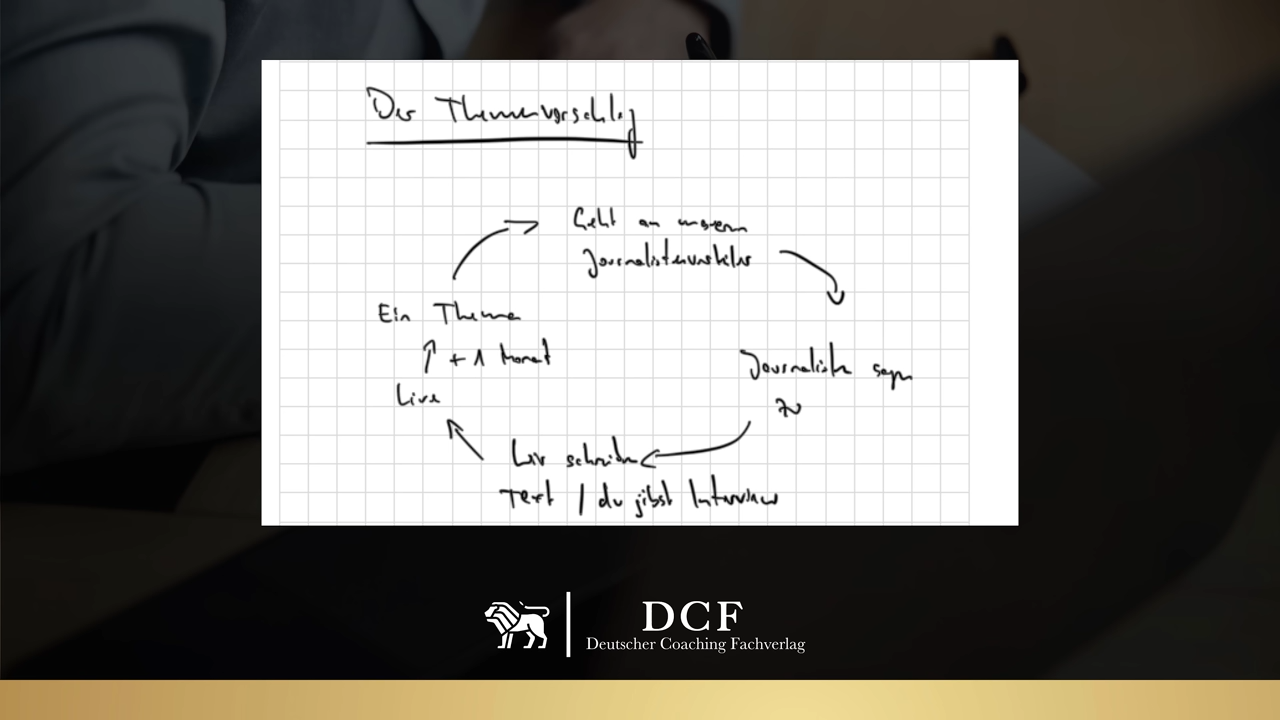 Der Themenvorschlag
Geht an unseren
Journalistenverteiler
Ein Thema
+ 1 Monat
Journalisten sagen
zu
Live
Wir schreiben
Text / du gibst Interview
DCF
Deutscher Coaching Fachverlag